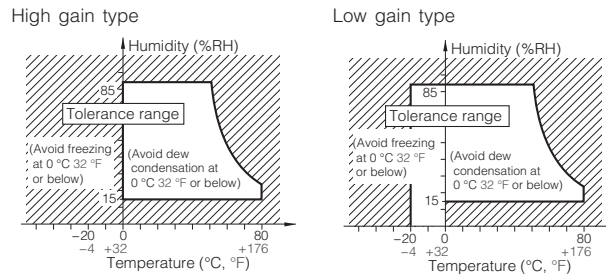 High gain type
Humidity (%RH)
85
Tolerance range
(Avoid freezing
at 0 °C 32 °F
or below)
(Avoid dew
condensation at
0 °C 32 °F or below)
15
−20 0 80
−4 +32 +176
Temperature (°C, °F)
Low gain type
Humidity (%RH)
85
Tolerance range
(Avoid freezing
at 0 °C 32 °F
or below)
(Avoid dew
condensation at
0 °C 32 °F or below)
15
−20 0 80
−4 +32 +176
Temperature (°C, °F)